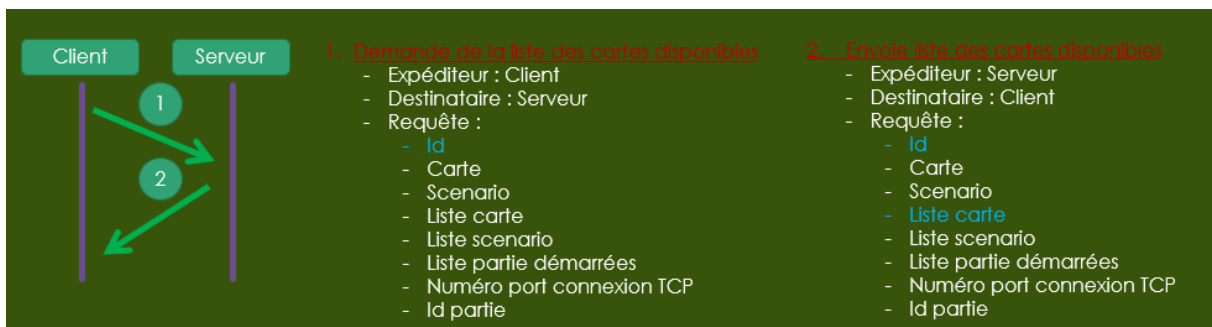 Client
Serveur
1
2
1. Demande de la liste des cartes disponibles
- Expéditeur : Client
- Destinataire : Serveur
- Requête :
- Id
- Carte
- Scenario
- Liste carte
- Liste scenario
- Liste partie démarrées
- Numéro port connexion TCP
- Id partie
2. Envoie liste des cartes disponibles
- Expéditeur : Serveur
- Destinataire : Client
- Requête :
- Id
- Carte
- Scenario
- Liste carte
- Liste scenario
- Liste partie démarrées
- Numéro port connexion TCP
- Id partie